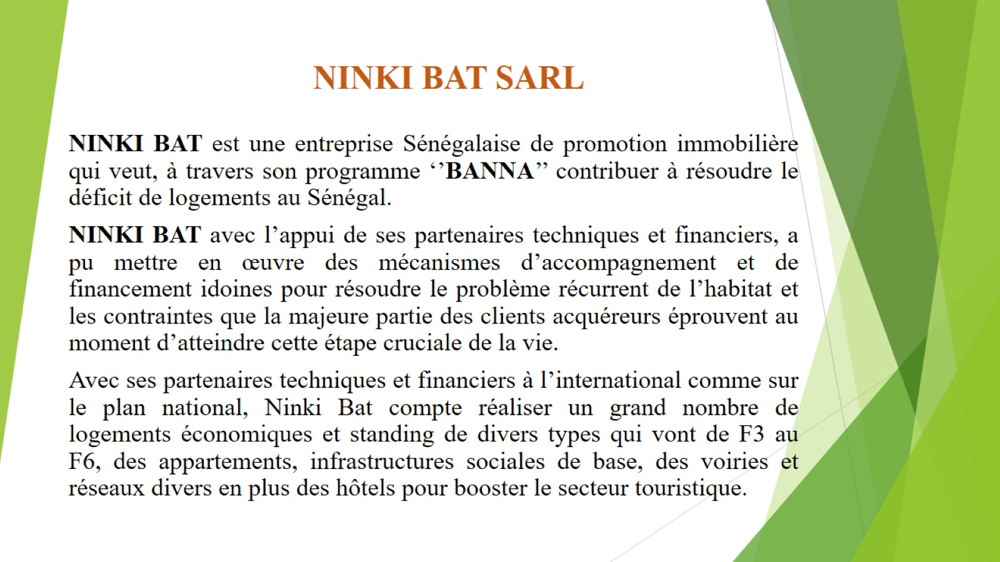 NINKI BAT SARL
NINKI BAT est une entreprise Sénégalaise de promotion immobilière
qui veut, à travers son programme ‘’BANNA’’ contribuer à résoudre le
déficit de logements au Sénégal.
NINKI BAT avec l’appui de ses partenaires techniques et financiers, a
pu mettre en œuvre des mécanismes d’accompagnement et de
financement idoines pour résoudre le problème récurrent de l’habitat et
les contraintes que la majeure partie des clients acquéreurs éprouvent au
moment d’atteindre cette étape cruciale de la vie.
Avec ses partenaires techniques et financiers à l’international comme sur
le plan national, Ninki Bat compte réaliser un grand nombre de
logements économiques et standing de divers types qui vont de F3 au
F6, des appartements, infrastructures sociales de base, des voiries et
réseaux divers en plus des hôtels pour booster le secteur touristique.